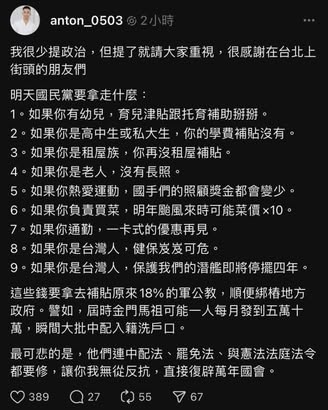 anton_0503 2小時
我很少提政治，但提了就請大家重視，很感謝在台北上
街頭的朋友們
明天國民黨要拿走什麼：
1。如果你有幼兒，育兒津貼跟托育補助掰掰。
2。如果你是高中生或私大生，你的學費補貼沒有。
3。如果你是租屋族，你再沒租屋補貼。
4。如果你是老人，沒有長照。
5。如果你熱愛運動，國手們的照顧獎金都會變少。
6。如果你負責買菜，明年颱風來時可能菜價×10。
7。如果你通勤，一卡式的優惠再見。
8。如果你是台灣人，健保岌岌可危。
9。如果你是台灣人，保護我們的潛艦即將停擺四年。
這些錢要拿去補貼原來18%的軍公教，順便綁樁地方
政府。譬如，屆時金門馬祖可能一人每月發到五萬十
萬，瞬間大批中配入籍洗戶口。
最可悲的是，他們連中配法、罷免法、與憲法法庭法令
都要修，讓你我無從反抗，直接復辟萬年國會。
389 27 55 67